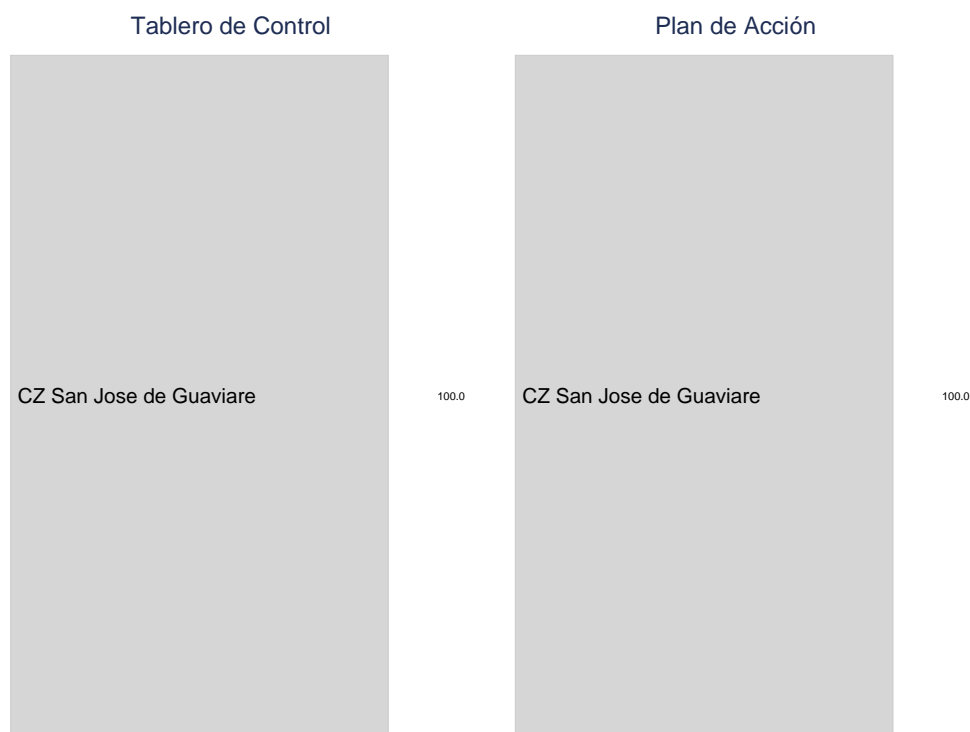 Tablero de Control
CZ San Jose de Guaviare
100.0
Plan de Acción
CZ San Jose de Guaviare
100.0